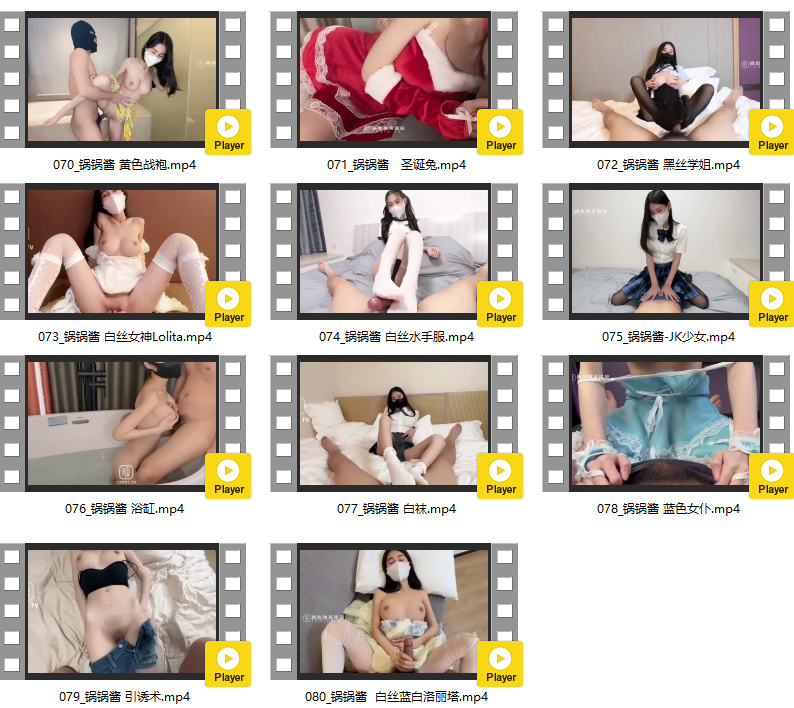 Player
Player
Player
070_锅锅酱 黄色战袍.mp4
071_锅锅酱 圣诞兔.mp4
072_锅锅酱 黑丝学姐.mp4
Player
Player
Player
073_锅锅酱 白丝女神Lolita.mp4
074_锅锅酱 白丝水手服.mp4
075_锅锅酱-JK少女.mp4
Player
Player
Player
076_锅锅酱 浴缸.mp4
077_锅锅酱 白袜.mp4
078_锅锅酱 蓝色女仆.mp4
Player
Player
079_锅锅酱 引诱术.mp4
080_锅锅酱 白丝蓝白洛丽塔.mp4